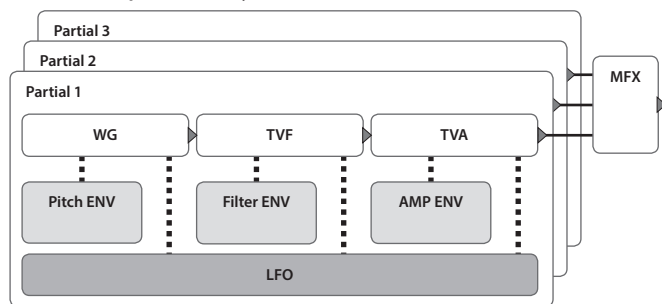 Partial 3
Partial 2
Partial 1
MFX
WG
TVF
TVA
Pitch ENV
Filter ENV
AMP ENV
LFO